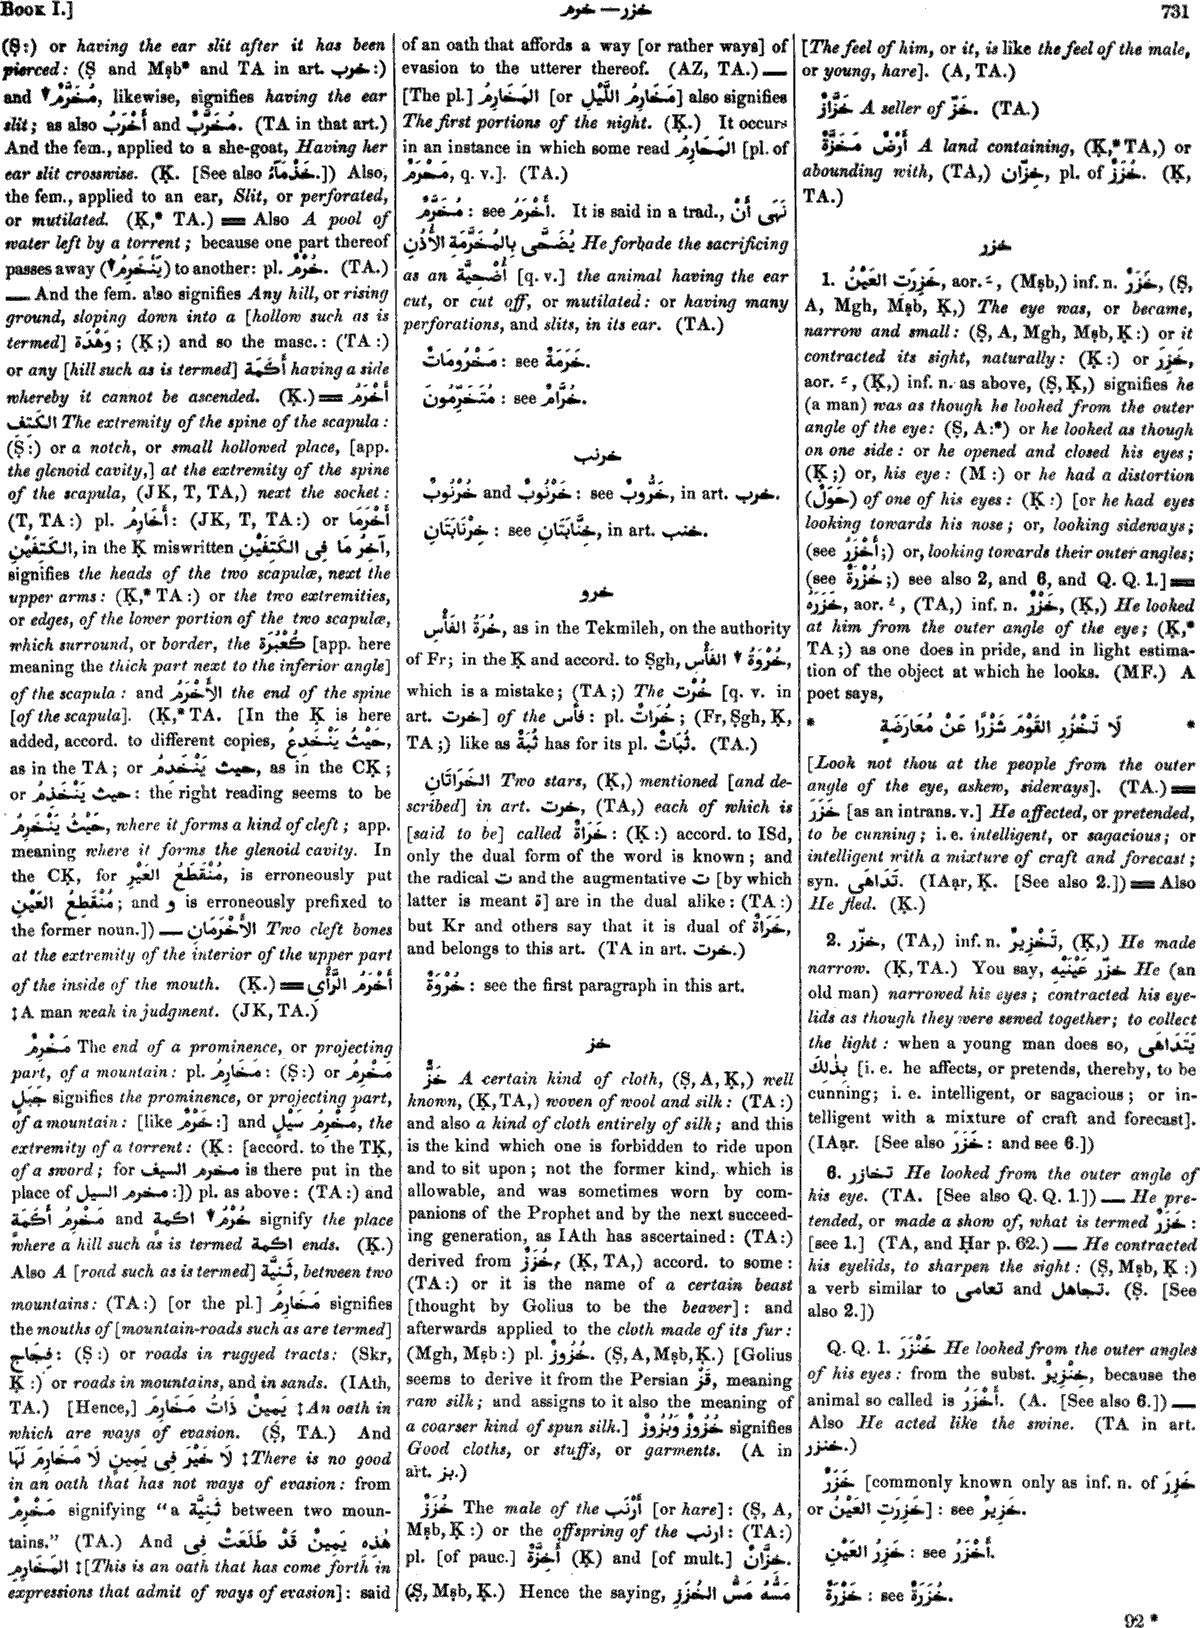 BOOK I.]
خرم — خزر
731
(Ṣ:) or having the ear slit after it has been
pierced: (Ṣ and Mṣb* and TA in art. خرب:)
and ↓ مُخَرَّمٌ, likewise, signifies having the ear
slit; as also أَخْرَبُ and مُخَرَّبٌ. (TA in that art.)
And the fem., applied to a she-goat, Having her
ear slit crosswise. (Ḳ. [See also خَذْمَآءُ.]) Also,
the fem., applied to an ear, Slit, or perforated,
or mutilated. (Ḳ,* TA.) ═ Also A pool of
water left by a torrent; because one part thereof
passes away (↓ يَنْخَرِمُ) to another: pl. خُرْمٌ. (TA.)
— And the fem. also signifies Any hill, or rising
ground, sloping down into a [hollow such as is
termed] وَهْدَة; (Ḳ;) and so the masc.: (TA:)
or any [hill such as is termed] أَكَمَة having a side
whereby it cannot be ascended. (Ḳ.) ═ أَخْرَمُ
الكَتِفِ The extremity of the spine of the scapula:
(Ṣ:) or a notch, or small hollowed place, [app.
the glenoid cavity,] at the extremity of the spine
of the scapula, (JK, T, TA,) next the socket:
(T, TA:) pl. أَخَارِمُ: (JK, T, TA:) or أَخْرَمَا
الكَتِفَيْنِ, in the Ḳ miswritten آخِرُ مَا فِى الكَتِفَيْنِ,
signifies the heads of the two scapulæ, next the
upper arms: (Ḳ,* TA:) or the two extremities,
or edges, of the lower portion of the two scapulæ,
which surround, or border, the كُعْبُرَة [app. here
meaning the thick part next to the inferior angle]
of the scapula: and الأَخْرَمُ the end of the spine
[of the scapula]. (Ḳ,* TA. [In the Ḳ is here
added, accord. to different copies, حَيْثُ يَنْخَدِعُ,
as in the TA; or حيث يَنْخَدِمُ, as in the CḲ;
or حيث يَنْخَذِمُ: the right reading seems to be
حَيْثُ يَنْخَرِمُ, where it forms a kind of cleft; app.
meaning where it forms the glenoid cavity. In
the CḲ, for مُنْقَطَعُ العَيْرِ, is erroneously put
مُنْقَطِعُ العَيْنِ; and و is erroneously prefixed to
the former noun.]) — الأَخْرَمَانِ Two cleft bones
at the extremity of the interior of the upper part
of the inside of the mouth. (Ḳ.) ═ أَخْرَمُ الرَّأْىِ
‡ A man weak in judgment. (JK, TA.)
مَخْرِمٌ The end of a prominence, or projecting
part, of a mountain: pl. مَخَارِمُ: (Ṣ:) or مَخْرِمُ
جَبَلٍ signifies the prominence, or projecting part,
of a mountain: [like خَرْمٌ:] and مَخْرِمُ سَيْلٍ, the
extremity of a torrent: (Ḳ: [accord. to the TḲ,
of a sword; for مخرم السيف is there put in the
place of مخرم السيل:]) pl. as above: (TA:) and
مَخْرِمُ أَكَمَةٍ and ↓ خُرْمُ اكمة signify the place
where a hill such as is termed اكمة ends. (Ḳ.)
Also A [road such as is termed] ثَنِيَّة, between two
mountains: (TA:) [or the pl.] مَخَارِمُ signifies
the mouths of [mountain-roads such as are termed]
فِجَاج: (Ṣ:) or roads in rugged tracts: (Skr,
Ḳ:) or roads in mountains, and in sands. (IAth,
TA.) [Hence,] يَمِينٌ ذَاتُ مَخَارِمَ ‡ An oath in
which are ways of evasion. (Ṣ, TA.) And
لَا خَيْرَ فِى يَمِينٍ لَا مَخَارِمَ لَهَا ‡ There is no good
in an oath that has not ways of evasion: from
مَخْرِمٌ signifying "a ثَنِيَّة between two moun-
tains." (TA.) And هٰذِهِ يَمِينٌ قَدْ طَلَعَتْ فِى
المَخَارِمِ ‡ [This is an oath that has come forth in
expressions that admit of ways of evasion]: said
of an oath that affords a way [or rather ways] of
evasion to the utterer thereof. (AZ, TA.) —
[The pl.] المَخَارِمُ [or مَخَارِمُ اللَّيْلِ] also signifies
The first portions of the night. (Ḳ.) It occurs
in an instance in which some read المَحَارِمُ [pl. of
مَحْرَمٌ, q. v.]. (TA.)
مُخَرَّمٌ: see أَخْرَمُ. It is said in a trad., نَهَى أَنْ
يُضَحَّى بِالمُخَرَّمَةِ الأُذُنِ He forbade the sacrificing
as an أُضْحِيَّة [q. v.] the animal having the ear
cut, or cut off, or mutilated: or having many
perforations, and slits, in its ear. (TA.)
مَخْرُومَاتٌ: see خَرَمَةٌ.
مُتَخَرِّمُونَ: see خُرَّامٌ.
خرنب
خَرْنُوبٌ and خُرْنُوبٌ: see خَرُّوبٌ, in art. خرب.
خِرْنَابَتَانِ: see خِنَّابَتَانِ, in art. خنب.
خرو
خُرَةُ الفَأْسِ, as in the Tekmileh, on the authority
of Fr; in the Ḳ and accord. to Ṣgh, ↓ خُرْوَةُ الفَأْسِ,
which is a mistake; (TA;) The خُرْت [q. v. in
art. خرت] of the فأس: pl. خُرَاتٌ; (Fr, Ṣgh, Ḳ,
TA;) like as ثُبَةٌ has for its pl. ثُبَاتٌ. (TA.)
الخَرَاتَانِ Two stars, (Ḳ,) mentioned [and de-
scribed] in art. خرت, (TA,) each of which is
[said to be] called خَرَاةٌ: (Ḳ:) accord. to ISd,
only the dual form of the word is known; and
the radical ت and the augmentative ت [by which
latter is meant ة] are in the dual alike: (TA:)
but Kr and others say that it is dual of خَرَاةٌ,
and belongs to this art. (TA in art. خرت.)
خُرْوَةٌ: see the first paragraph in this art.
خز
خَزٌّ A certain kind of cloth, (Ṣ, A, Ḳ,) well
known, (Ḳ, TA,) woven of wool and silk: (TA:)
and also a kind of cloth entirely of silk; and this
is the kind which one is forbidden to ride upon
and to sit upon; not the former kind, which is
allowable, and was sometimes worn by com-
panions of the Prophet and by the next succeed-
ing generation, as IAth has ascertained: (TA:)
derived from خُزَزٌ, (Ḳ, TA,) accord. to some:
(TA:) or it is the name of a certain beast
[thought by Golius to be the beaver]: and
afterwards applied to the cloth made of its fur:
(Mgh, Mṣb:) pl. خُزُوزٌ. (Ṣ, A, Mṣb, Ḳ.) [Golius
seems to derive it from the Persian قَزّ, meaning
raw silk; and assigns to it also the meaning of
a coarser kind of spun silk.] خُزُوزٌ وَبُزُوزٌ signifies
Good cloths, or stuffs, or garments. (A in
art. بز.)
خُزَزٌ The male of the أَرْنَب [or hare]: (Ṣ, A,
Mṣb, Ḳ:) or the offspring of the ارنب: (TA:)
pl. [of pauc.] أَخِزَّةٌ (Ḳ) and [of mult.] خِزَّانٌ.
(Ṣ, Mṣb, Ḳ.) Hence the saying, مَسُّهُ مَسُّ الخُزَزِ
[The feel of him, or it, is like the feel of the male,
or young, hare]. (A, TA.)
خَزَّازٌ A seller of خَزّ. (TA.)
أَرْضٌ مَخَزَّةٌ A land containing, (Ḳ,* TA,) or
abounding with, (TA,) خِزَّان, pl. of خُزَزٌ. (Ḳ,
TA.)
خزر
1. خَزِرَتِ العَيْنُ, aor. ـَ, (Mṣb,) inf. n. خَزَرٌ, (Ṣ,
A, Mgh, Mṣb, Ḳ,) The eye was, or became,
narrow and small: (Ṣ, A, Mgh, Mṣb, Ḳ:) or it
contracted its sight, naturally: (Ḳ:) or خَزِرَ,
aor. ـَ, (Ḳ,) inf. n. as above, (Ṣ, Ḳ,) signifies he
(a man) was as though he looked from the outer
angle of the eye: (Ṣ, A:*) or he looked as though
on one side: or he opened and closed his eyes;
(Ḳ;) or, his eye: (M:) or he had a distortion
(حَوَلٌ) of one of his eyes: (Ḳ:) [or he had eyes
looking towards his nose; or, looking sideways;
(see أَخْزَرُ;) or, looking towards their outer angles;
(see خُزْرَةٌ;) see also 2, and 6, and Q. Q. 1.] ═
خَزَرَهُ, aor. ـُ, (TA,) inf. n. خَزْرٌ, (Ḳ,) He looked
at him from the outer angle of the eye; (Ḳ,*
TA;) as one does in pride, and in light estima-
tion of the object at which he looks. (MF.) A
poet says,
* لَا تَخْزُرِ القَوْمَ شَزْرًا عَنْ مُعَارَضَةٍ *
[Look not thou at the people from the outer
angle of the eye, askew, sideways]. (TA.) ═
خَزَرَ [as an intrans. v.] He affected, or pretended,
to be cunning; i. e. intelligent, or sagacious; or
intelligent with a mixture of craft and forecast;
syn. تَدَاهَى. (IAạr, Ḳ. [See also 2.]) ═ Also
He fled. (Ḳ.)
2. خزّر, (TA,) inf. n. تَخْزِيرٌ, (Ḳ,) He made
narrow. (Ḳ, TA.) You say, خزّر عَيْنَيْهِ He (an
old man) narrowed his eyes; contracted his eye-
lids as though they were sewed together; to collect
the light: when a young man does so, يَتَدَاهَى
بِذٰلِكَ [i. e. he affects, or pretends, thereby, to be
cunning; i. e. intelligent, or sagacious; or in-
telligent with a mixture of craft and forecast].
(IAạr. [See also خَزَرَ: and see 6.])
6. تخازر He looked from the outer angle of
his eye. (TA. [See also Q. Q. 1.]) — He pre-
tended, or made a show of, what is termed خَزَرٌ:
[see 1.] (TA, and Ḥar p. 62.) — He contracted
his eyelids, to sharpen the sight: (Ṣ, Mṣb, Ḳ:)
a verb similar to تعامى and تجاهل. (Ṣ. [See
also 2.])
Q. Q. 1. خَنْزَرَ He looked from the outer angles
of his eyes: from the subst. خِنْزِيرٌ, because the
animal so called is أَخْزَرُ. (A. [See also 6.]) —
Also He acted like the swine. (TA in art.
خنزر.)
خَزَرٌ [commonly known only as inf. n. of خَزِرَ
or خَزِرَتِ العَيْنُ]: see خَزِيرٌ.
خَزِرُ العَيْنِ: see أَخْزَرُ.
خَزْرَةٌ: see خُزَرَةٌ.
92 *